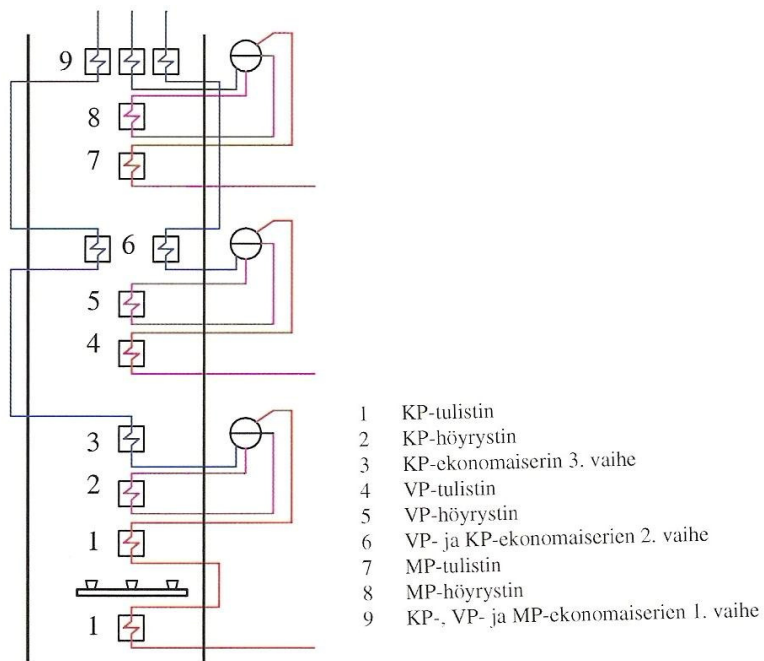 9
8
7
6
5
4
3
2
1
1
1 KP-tulistin
2 KP-höyrystin
3 KP-ekonomaiserin 3. vaihe
4 VP-tulistin
5 VP-höyrystin
6 VP- ja KP-ekonomaiserien 2. vaihe
7 MP-tulistin
8 MP-höyrystin
9 KP-, VP- ja MP-ekonomaiserien 1. vaihe